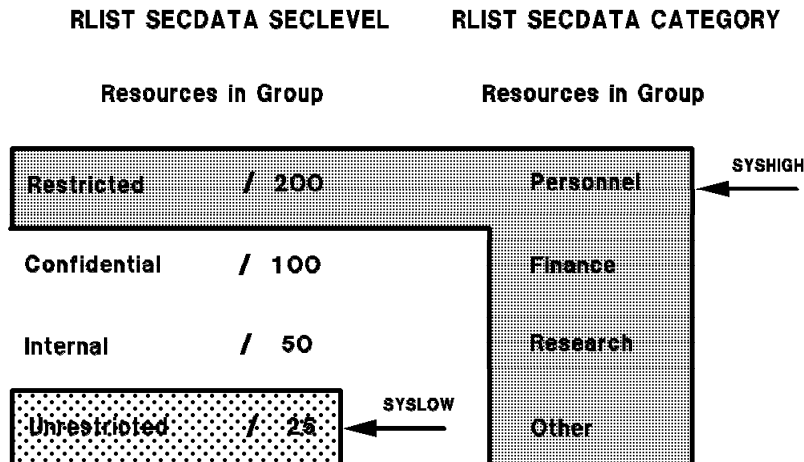 RLIST SECDATA SECLEVEL RLIST SECDATA CATEGORY
Resources in Group Resources in Group
Restricted / 200 Personnel SYSHIGH
Confidential / 100 Finance
Internal / 50 Research
Unrestricted / 25 SYSLOW Other